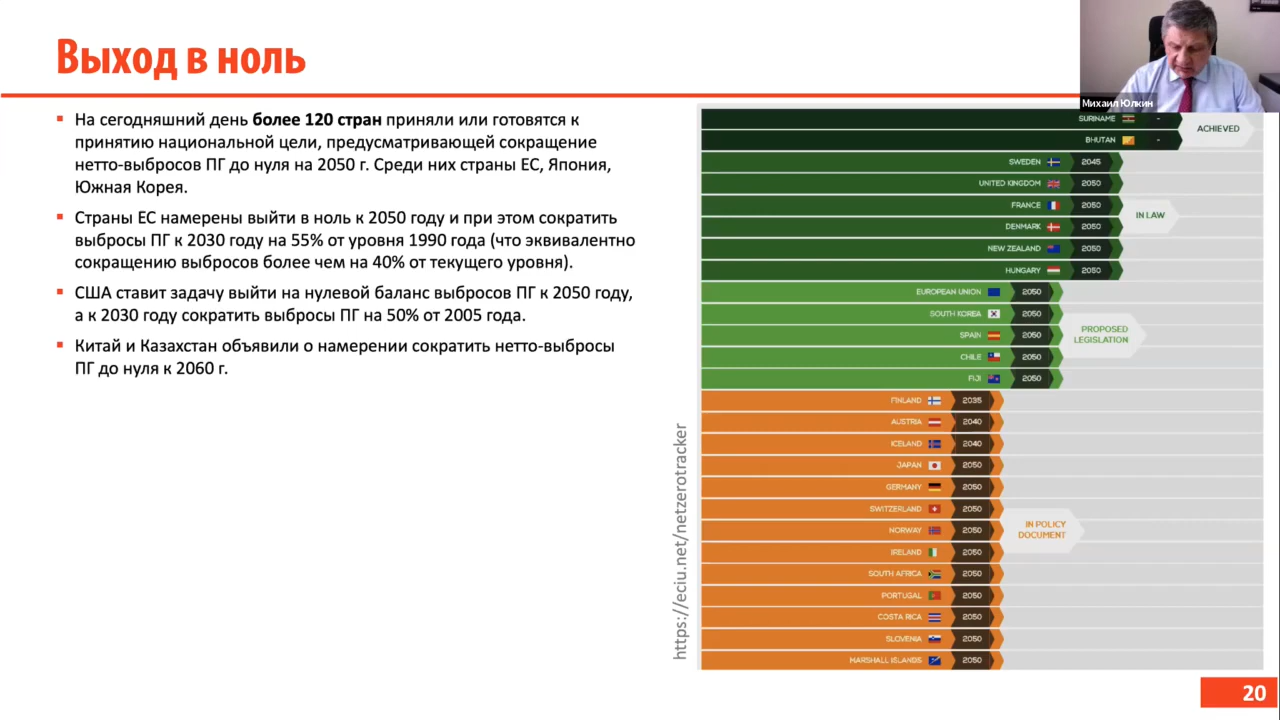 Выход в ноль
Михаил Юлкин
На сегодняшний день более 120 стран приняли или готовятся к
принятию национальной цели, предусматривающей сокращение
нетто-выбросов ПГ до нуля на 2050 г. Среди них страны ЕС, Япония,
Южная Корея.
Страны ЕС намерены выйти в ноль к 2050 году и при этом сократить
выбросы ПГ к 2030 году на 55% от уровня 1990 года (что эквивалентно
сокращению выбросов более чем на 40% от текущего уровня).
США ставит задачу выйти на нулевой баланс выбросов ПГ к 2050 году,
а к 2030 году сократить выбросы ПГ на 50% от 2005 года.
Китай и Казахстан объявили о намерении сократить нетто-выбросы
ПГ до нуля к 2060 г.
https://eciu.net/netzerotracker
SURINAME -
BHUTAN -
ACHIEVED
SWEDEN 2045
UNITED KINGDOM 2050
FRANCE 2050
DENMARK 2050
NEW ZEALAND 2050
HUNGARY 2050
IN LAW
EUROPEAN UNION 2050
SOUTH KOREA 2050
SPAIN 2050
CHILE 2050
FIJI 2050
PROPOSED
LEGISLATION
FINLAND 2035
AUSTRIA 2040
ICELAND 2040
JAPAN 2050
GERMANY 2050
SWITZERLAND 2050
NORWAY 2050
IRELAND 2050
SOUTH AFRICA 2050
PORTUGAL 2050
COSTA RICA 2050
SLOVENIA 2050
MARSHALL ISLANDS 2050
IN POLICY
DOCUMENT
20